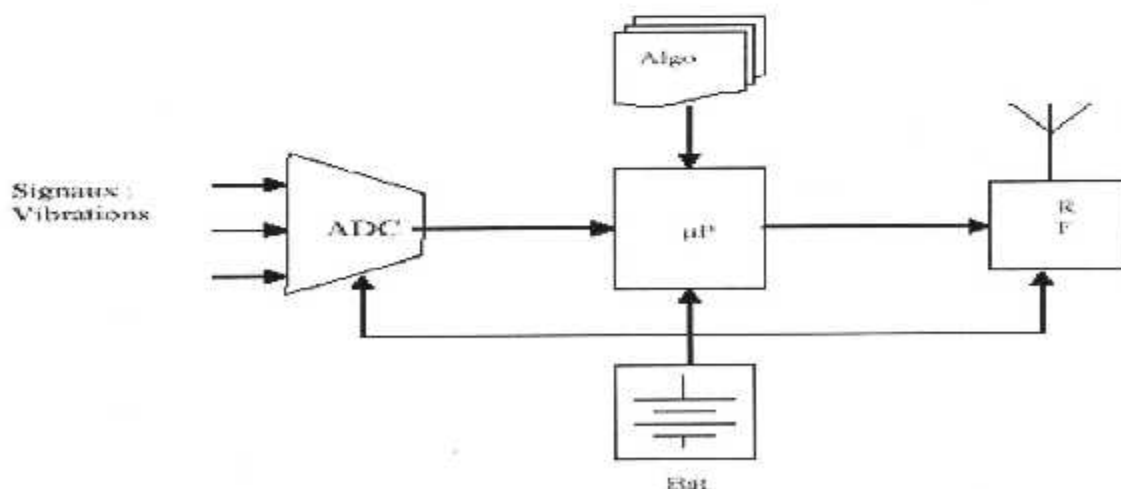 Algo
Signaux :
Vibrations
ADC
µP
R
F
Bat